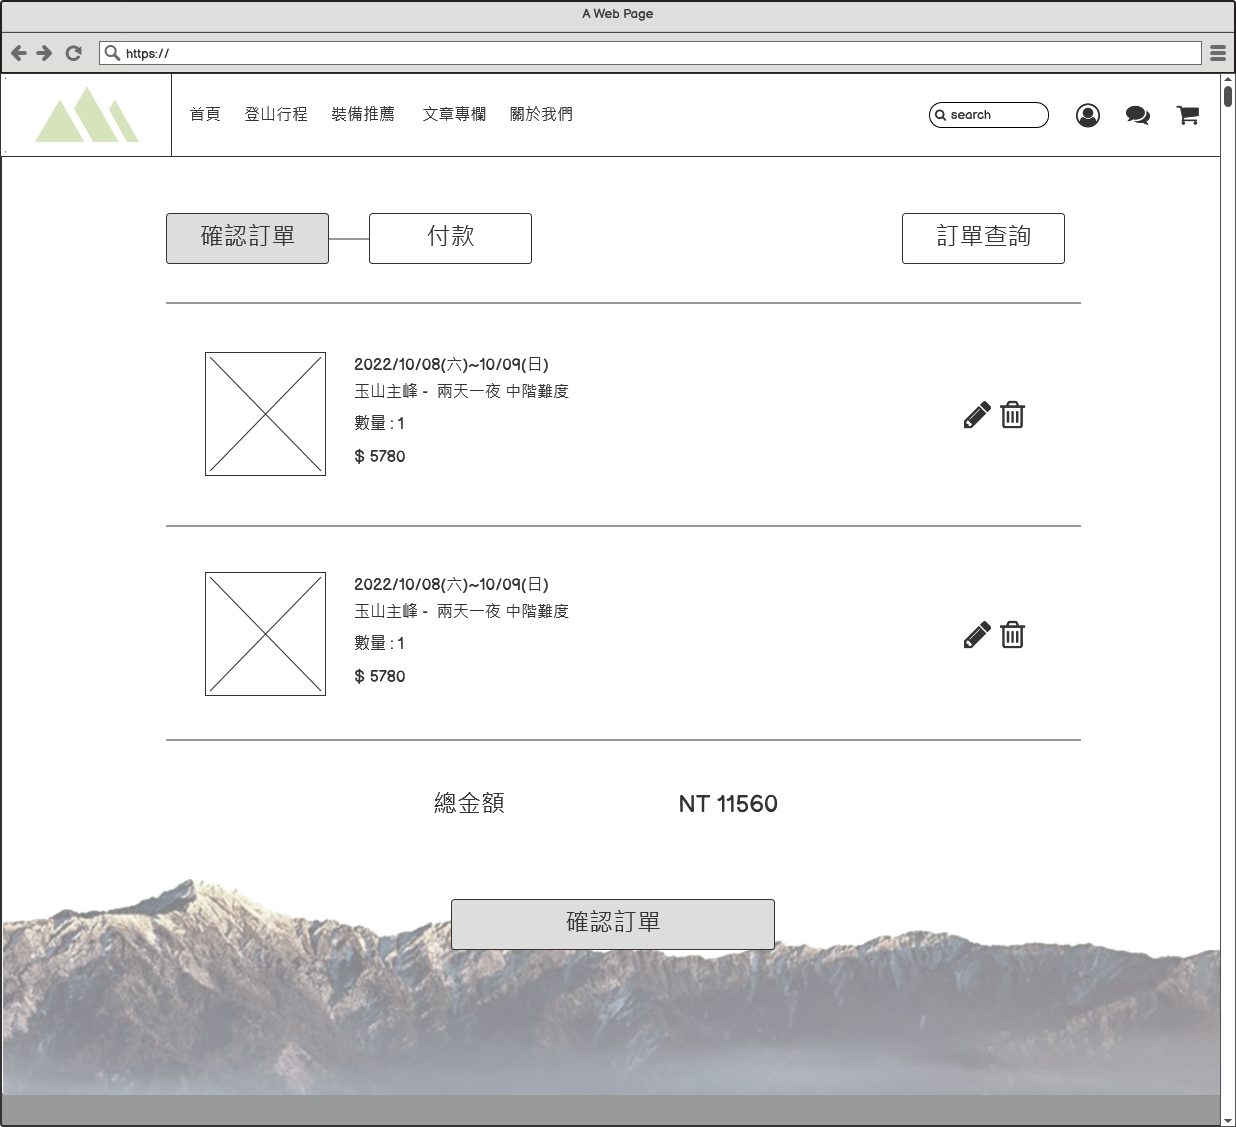 A Web Page
https://
首頁 登山行程 裝備推薦 文章專欄 關於我們 search
確認訂單 付款 訂單查詢
2022/10/08(六)~10/09(日)
玉山主峰 - 兩天一夜 中階難度
數量 : 1
$ 5780
2022/10/08(六)~10/09(日)
玉山主峰 - 兩天一夜 中階難度
數量 : 1
$ 5780
總金額 NT 11560
確認訂單